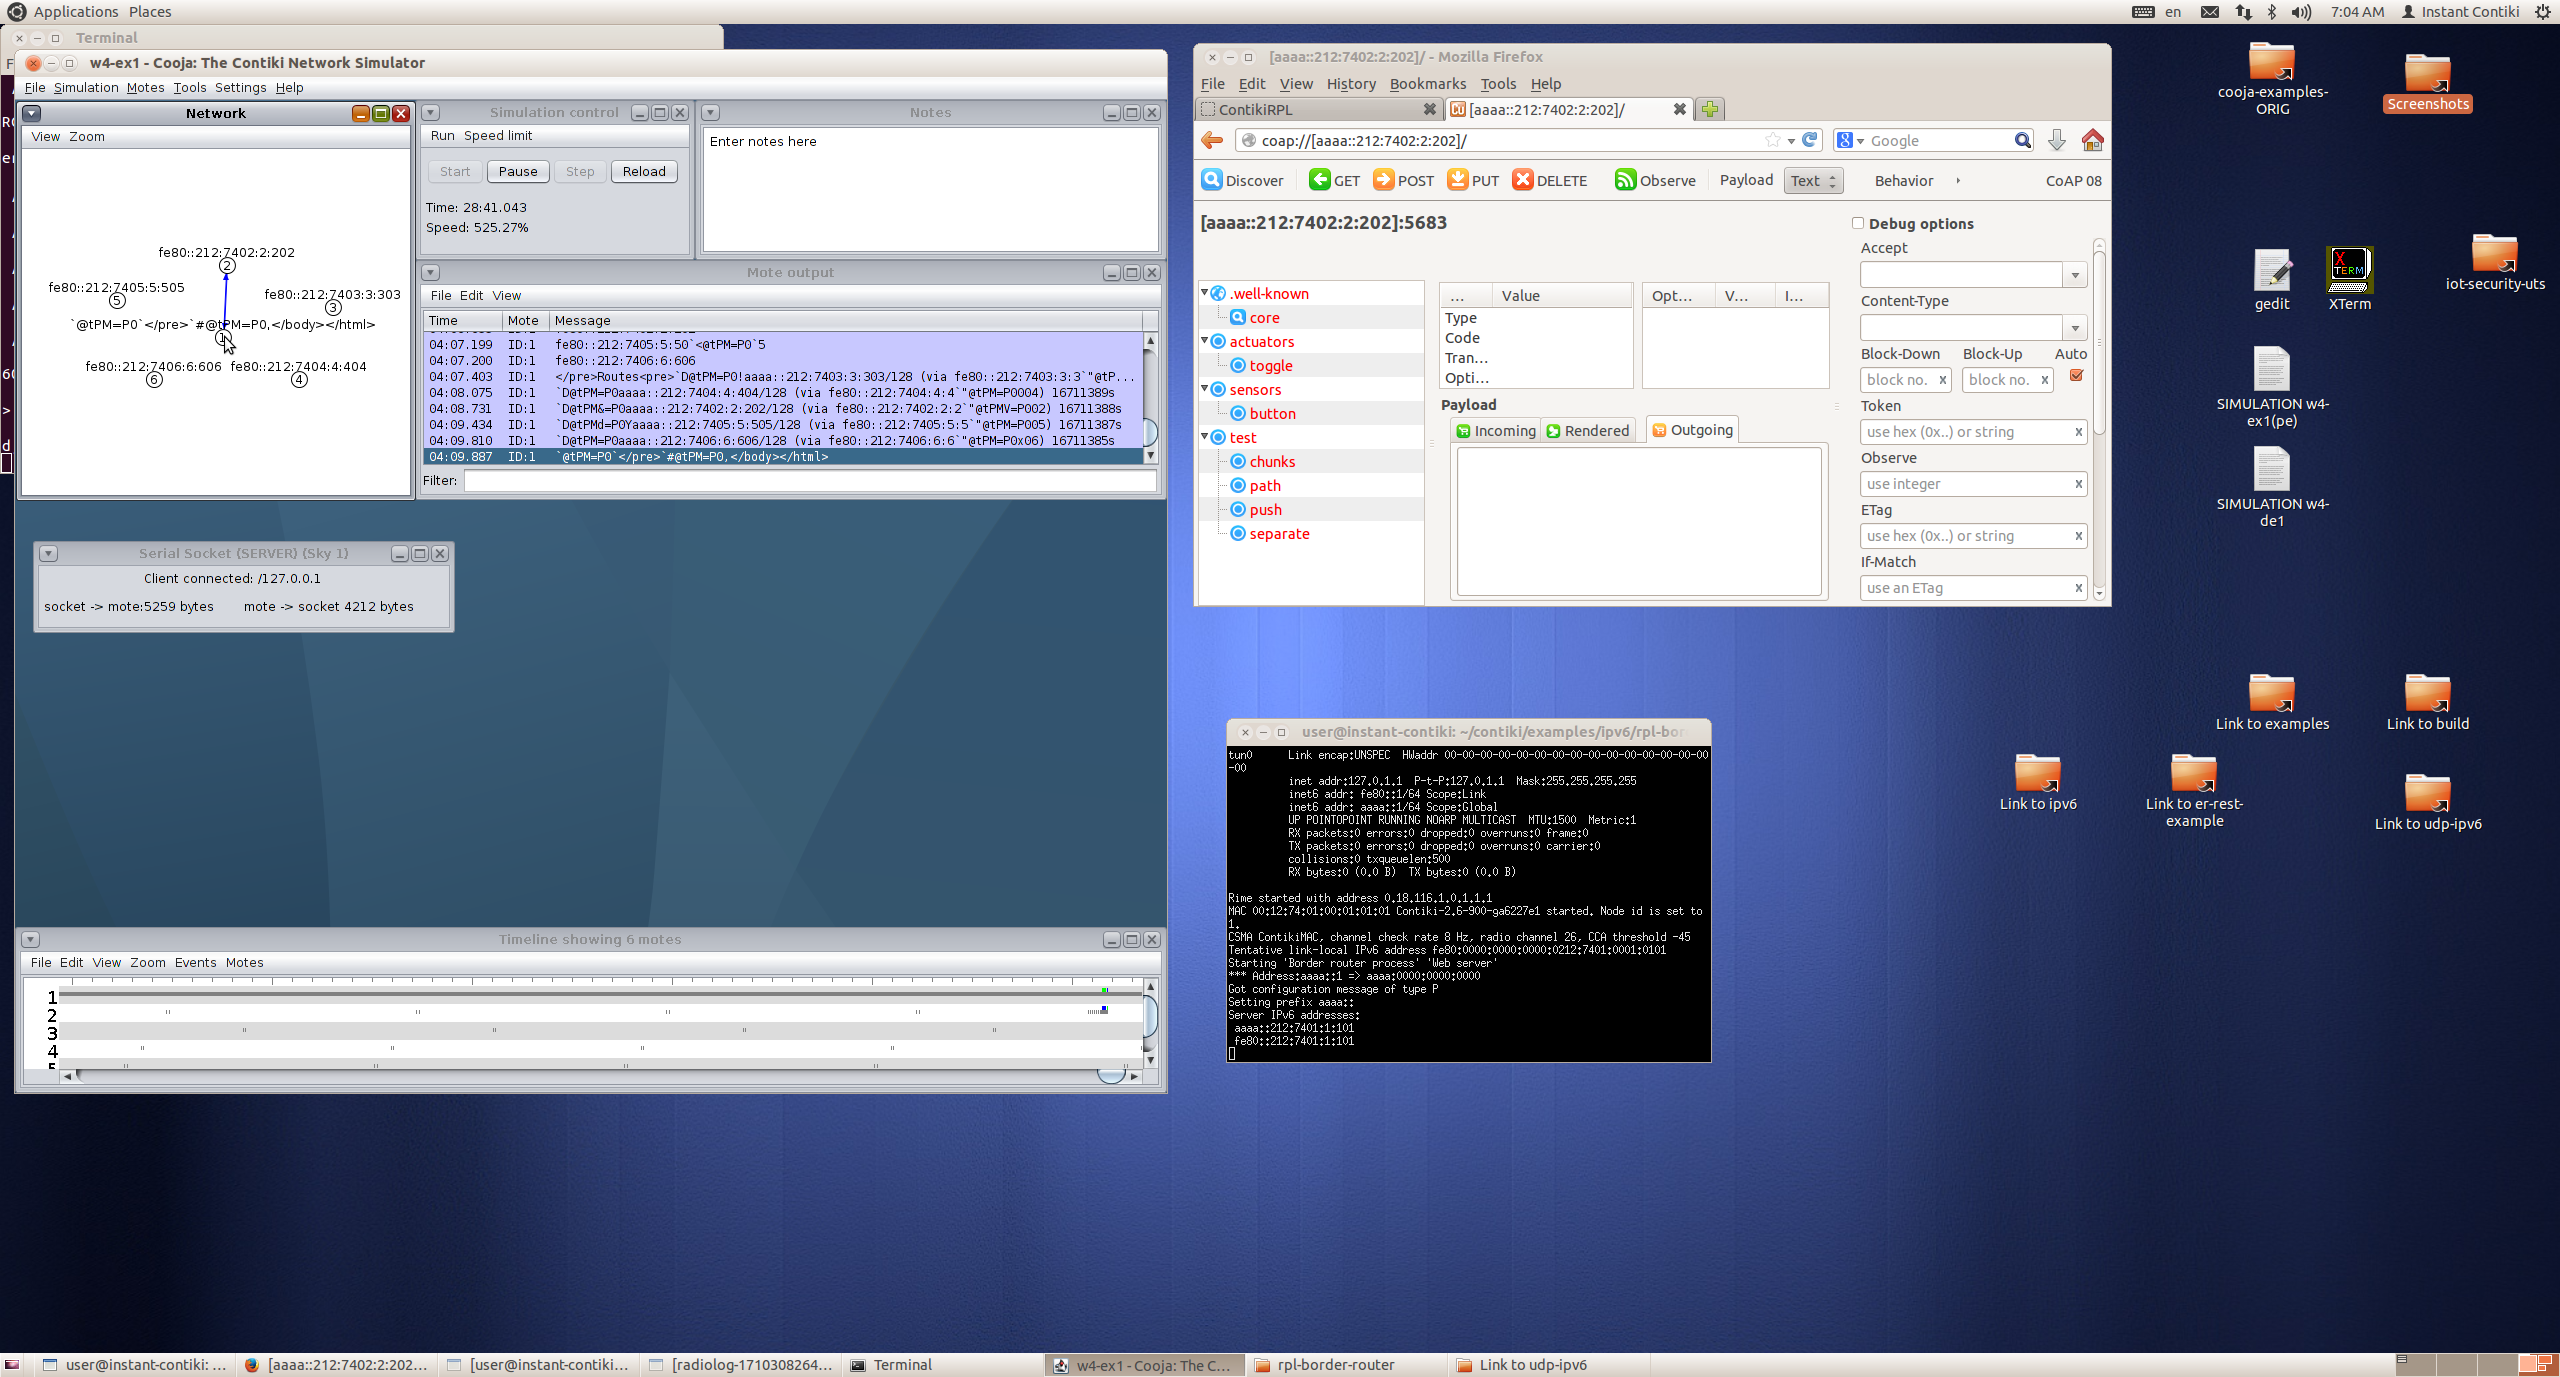 Applications Places
en 7:04 AM Instant Contiki
Terminal
w4-ex1 - Cooja: The Contiki Network Simulator
File Simulation Motes Tools Settings Help
Network
View Zoom
fe80::212:7402:2:202
2
fe80::212:7405:5:505
5
fe80::212:7403:3:303
3
`@tPM=P0`</pre>`#@tPM=P0,</body></html>
1
fe80::212:7406:6:606
6
fe80::212:7404:4:404
4
Simulation control
Run Speed limit
Start Pause Step Reload
Time: 28:41.043
Speed: 525.27%
Notes
Enter notes here
Mote output
File Edit View
Time Mote Message
04:07.199 ID:1 fe80::212:7405:5:50`<@tPM=P0`5
04:07.200 ID:1 fe80::212:7406:6:606
04:07.403 ID:1 </pre>Routes<pre>`D@tPM=P0!aaaa::212:7403:3:303/128 (via fe80::212:7403:3:3`"@tP...
04:08.075 ID:1 `D@tPM=P0aaaa::212:7404:4:404/128 (via fe80::212:7404:4:4`"@tPM=P0004) 16711389s
04:08.731 ID:1 `D@tPM&=P0aaaa::212:7402:2:202/128 (via fe80::212:7402:2:2`"@tPMV=P002) 16711388s
04:09.434 ID:1 `D@tPMd=P0Yaaaa::212:7405:5:505/128 (via fe80::212:7405:5:5`"@tPM=P005) 16711387s
04:09.810 ID:1 `D@tPM=P0aaaa::212:7406:6:606/128 (via fe80::212:7406:6:6`"@tPM=P0x06) 16711385s
04:09.887 ID:1 `@tPM=P0`</pre>`#@tPM=P0,</body></html>
Filter:
Serial Socket (SERVER) (Sky 1)
Client connected: /127.0.0.1
socket -> mote:5259 bytes mote -> socket 4212 bytes
Timeline showing 6 motes
File Edit View Zoom Events Motes
1
2
3
4
[aaaa::212:7402:2:202]/ - Mozilla Firefox
File Edit View History Bookmarks Tools Help
ContikiRPL [aaaa::212:7402:2:202]/
coap://[aaaa::212:7402:2:202]/ Google
Discover GET POST PUT DELETE Observe Payload Text Behavior CoAP 08
[aaaa::212:7402:2:202]:5683
.well-known
core
actuators
toggle
sensors
button
test
chunks
path
push
separate
... Value
Type
Code
Tran...
Opti...
Opt... V... I...
Payload
Incoming Rendered Outgoing
Debug options
Accept
Content-Type
Block-Down Block-Up Auto
block no. x block no. x
Token
use hex (0x..) or string x
Observe
use integer x
ETag
use hex (0x..) or string x
If-Match
use an ETag x
user@instant-contiki: ~/contiki/examples/ipv6/rpl-bor
tun0 Link encap:UNSPEC HWaddr 00-00-00-00-00-00-00-00-00-00-00-00-00-00-00
-00
inet addr:127.0.1.1 P-t-P:127.0.1.1 Mask:255.255.255.255
inet6 addr: fe80::1/64 Scope:Link
inet6 addr: aaaa::1/64 Scope:Global
UP POINTOPOINT RUNNING NOARP MULTICAST MTU:1500 Metric:1
RX packets:0 errors:0 dropped:0 overruns:0 frame:0
TX packets:0 errors:0 dropped:0 overruns:0 carrier:0
collisions:0 txqueuelen:500
RX bytes:0 (0.0 B) TX bytes:0 (0.0 B)
Rime started with address 0.18.116.1.0.1.1.1
MAC 00:12:74:01:00:01:01:01 Contiki-2.6-900-ga6227e1 started. Node id is set to
1.
CSMA ContikiMAC, channel check rate 8 Hz, radio channel 26, CCA threshold -45
Tentative link-local IPv6 address fe80:0000:0000:0000:0212:7401:0001:0101
Starting 'Border router process' 'Web server'
*** Address:aaaa::1 => aaaa:0000:0000:0000
Got configuration message of type P
Setting prefix aaaa::
Server IPv6 addresses:
aaaa::212:7401:1:101
fe80::212:7401:1:101
cooja-examples-
ORIG
Screenshots
gedit
XTERM
XTerm
iot-security-uts
SIMULATION w4-
ex1(pe)
SIMULATION w4-
de1
Link to examples
Link to build
Link to ipv6
Link to er-rest-
example
Link to udp-ipv6
user@instant-contiki: ... [aaaa::212:7402:2:202... [user@instant-contiki... [radiolog-1710308264... Terminal w4-ex1 - Cooja: The C... rpl-border-router Link to udp-ipv6